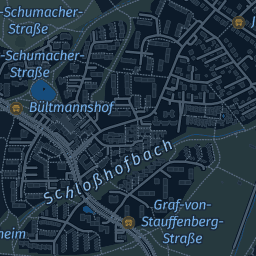 -Schumacher-
Straße
-Schumacher-
Straße
J
Bültmannshof
Schloßhofbach
Graf-von-
Stauffenberg-
Straße
heim